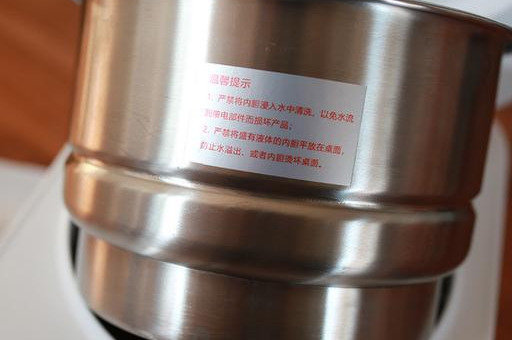 温馨提示
1、严禁将内胆浸入水中清洗，以免水流
到带电部件而损坏产品；
2、严禁将盛有液体的内胆平放在桌面，
防止水溢出，或者内胆烫坏桌面。